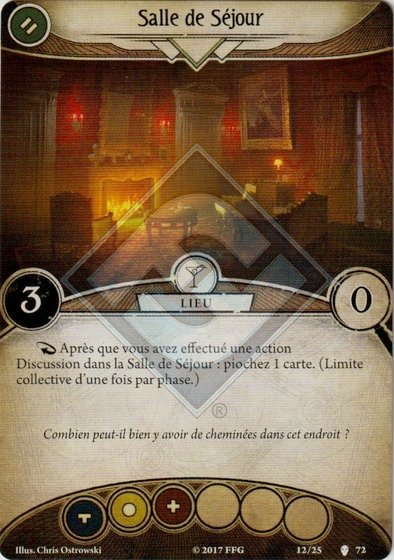 Salle de Séjour
3
LIEU
0
Après que vous avez effectué une action
Discussion dans la Salle de Séjour : piochez 1 carte. (Limite
collective d'une fois par phase.)
®
Combien peut-il bien y avoir de cheminées dans cet endroit ?
Illus. Chris Ostrowski
© 2017 FFG
12/25
72